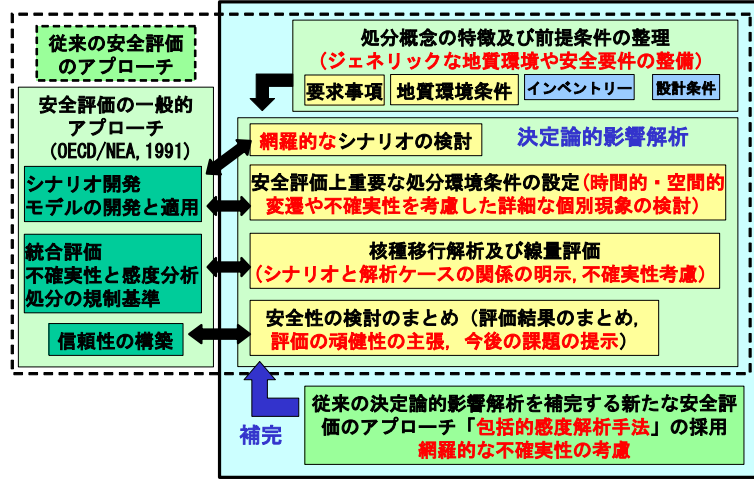 従来の安全評価
のアプローチ
安全評価の一般的
アプローチ
(OECD/NEA,1991)
シナリオ開発
モデルの開発と適用
統合評価
不確実性と感度分析
処分の規制基準
信頼性の構築
処分概念の特徴及び前提条件の整理
(ジェネリックな地質環境や安全要件の整備)
要求事項
地質環境条件
インベントリー
設計条件
決定論的影響解析
網羅的なシナリオの検討
安全評価上重要な処分環境条件の設定(時間的・空間的
変遷や不確実性を考慮した詳細な個別現象の検討)
核種移行解析及び線量評価
(シナリオと解析ケースの関係の明示,不確実性考慮)
安全性の検討のまとめ(評価結果のまとめ,
評価の頑健性の主張,今後の課題の提示)
補完
従来の決定論的影響解析を補完する新たな安全評
価のアプローチ「包括的感度解析手法」の採用
網羅的な不確実性の考慮